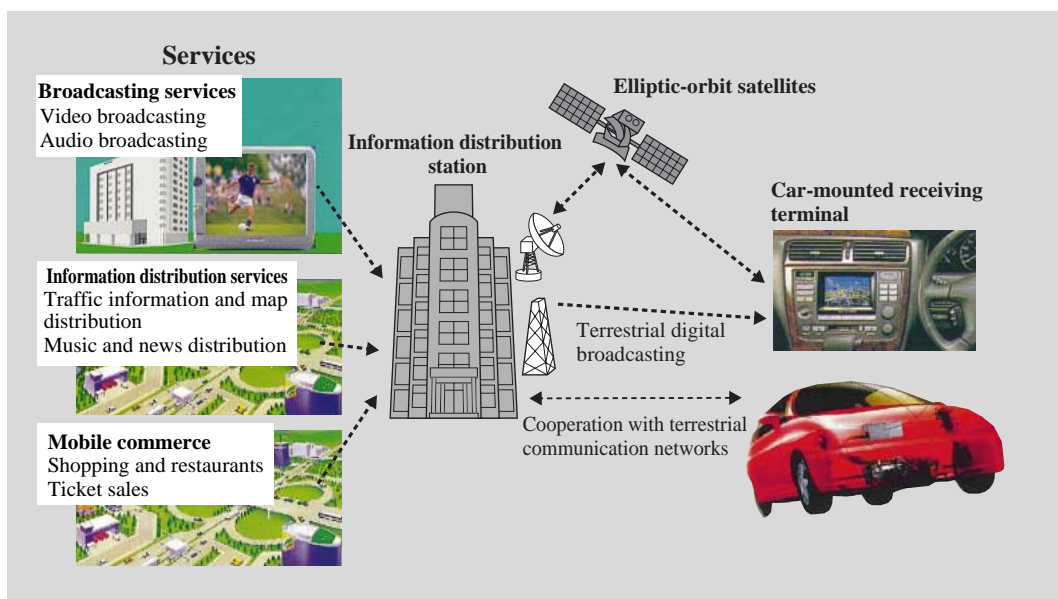 Services
Broadcasting services
Video broadcasting
Audio broadcasting
Information distribution services
Traffic information and map
distribution
Music and news distribution
Mobile commerce
Shopping and restaurants
Ticket sales
Information distribution
station
Elliptic-orbit satellites
Car-mounted receiving
terminal
Terrestrial digital
broadcasting
Cooperation with terrestrial
communication networks